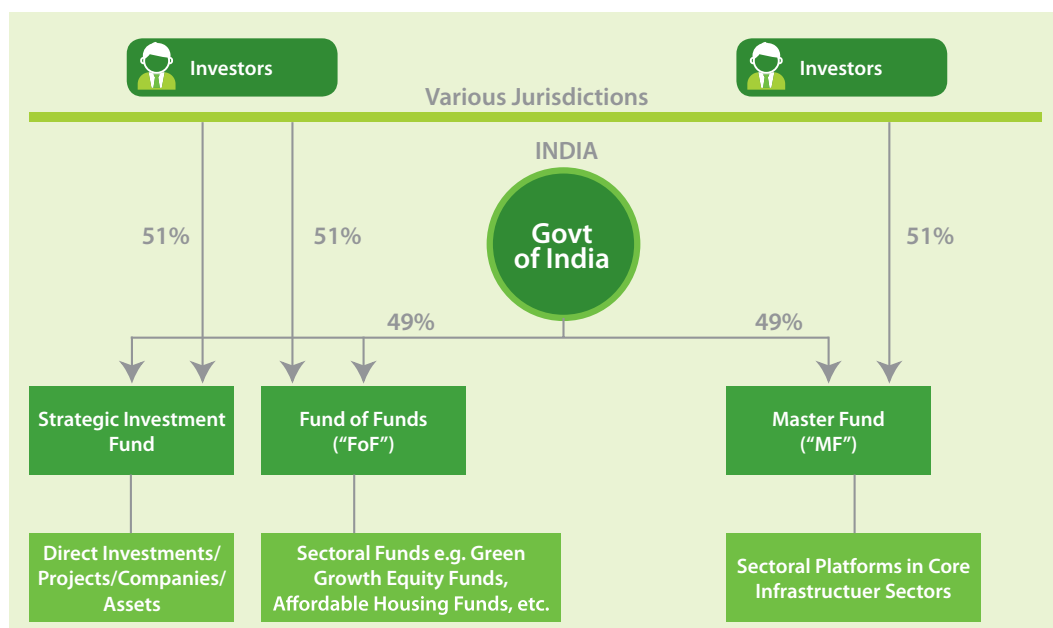 Investors
Investors
Various Jurisdictions
INDIA
Govt
of India
51%
51%
51%
49%
49%
Strategic Investment
Fund
Fund of Funds
(“FoF”)
Master Fund
(“MF”)
Direct Investments/
Projects/Companies/
Assets
Sectoral Funds e.g. Green
Growth Equity Funds,
Affordable Housing Funds, etc.
Sectoral Platforms in Core
Infrastructuer Sectors